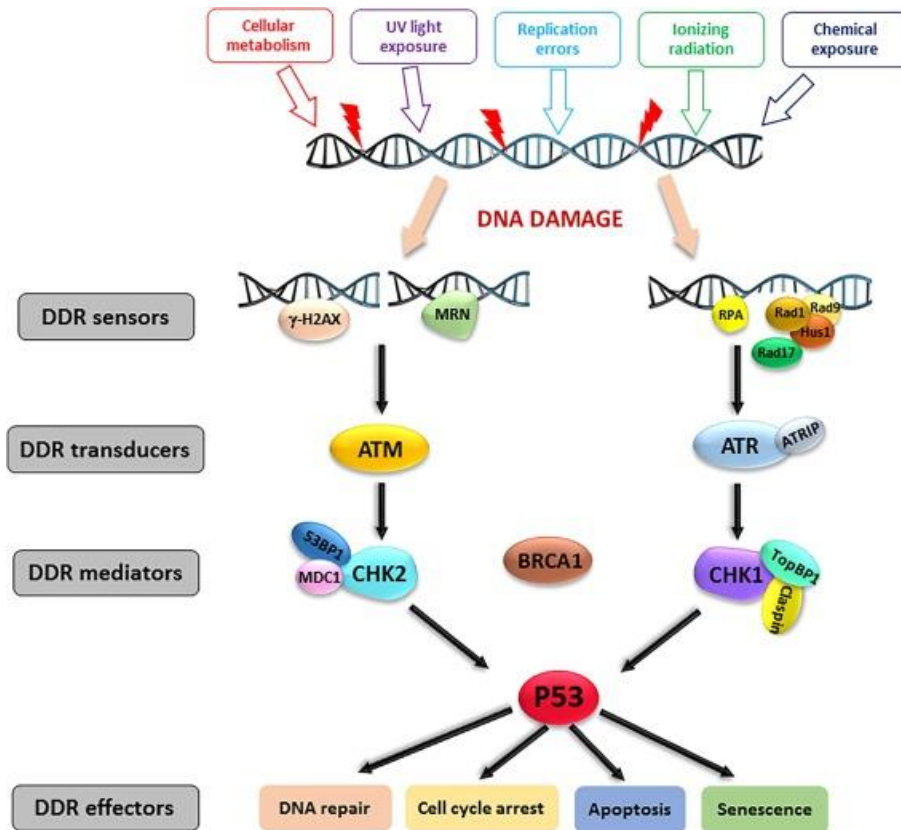 Cellular
metabolism
UV light
exposure
Replication
errors
Ionizing
radiation
Chemical
exposure
DNA DAMAGE
DDR sensors
γ-H2AX
MRN
RPA
Rad1
Rad9
Hus1
Rad17
DDR transducers
ATM
ATR
ATRIP
DDR mediators
53BP1
MDC1
CHK2
BRCA1
CHK1
TopBP1
Claspin
P53
DDR effectors
DNA repair
Cell cycle arrest
Apoptosis
Senescence